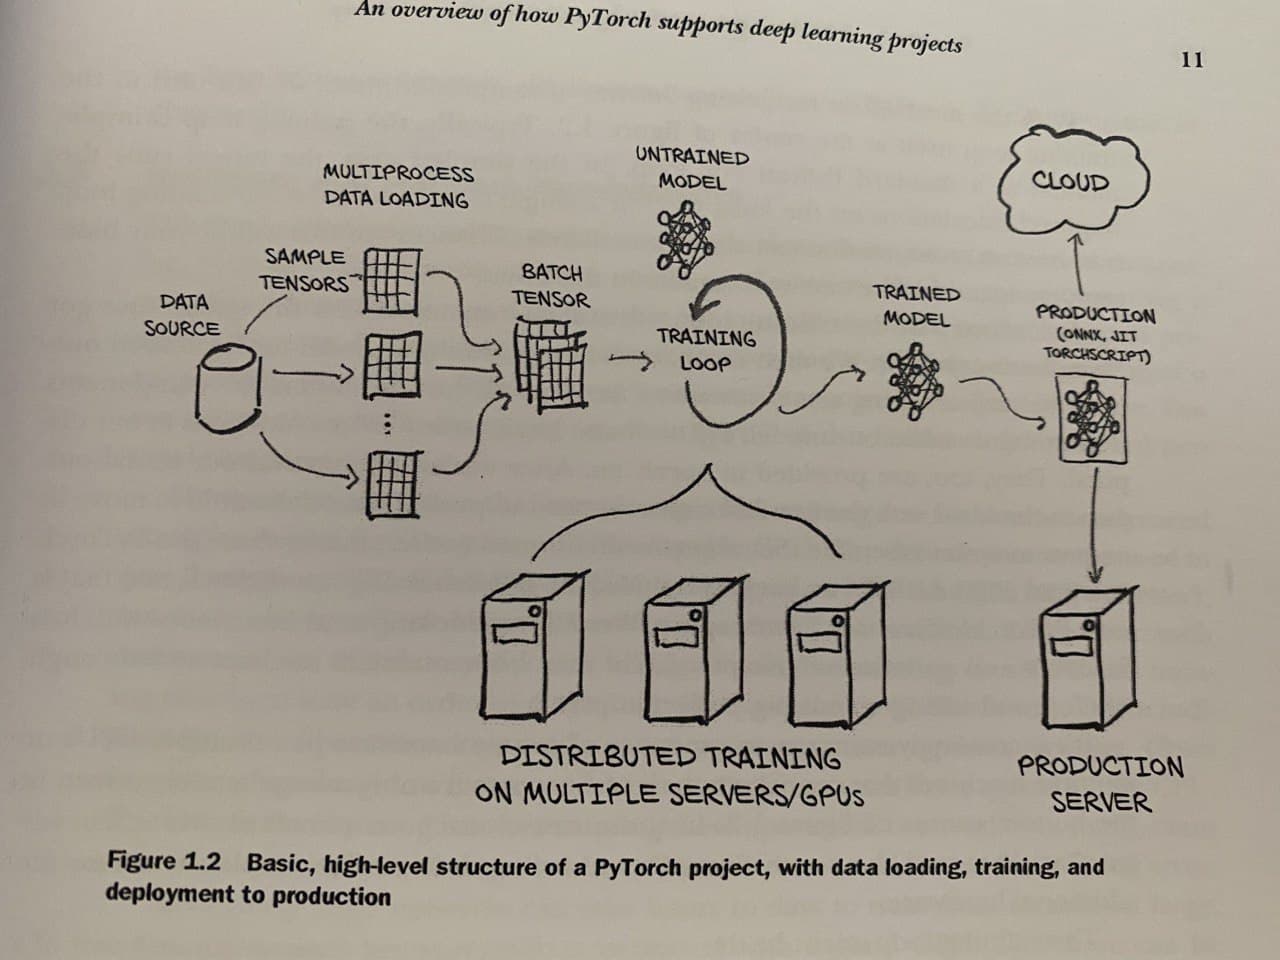 An overview of how PyTorch supports deep learning projects
11
MULTIPROCESS
DATA LOADING
UNTRAINED
MODEL
CLOUD
SAMPLE
TENSORS
BATCH
TENSOR
DATA
SOURCE
TRAINING
LOOP
TRAINED
MODEL
PRODUCTION
(ONNX, JIT
TORCHSCRIPT)
DISTRIBUTED TRAINING
ON MULTIPLE SERVERS/GPUs
PRODUCTION
SERVER
Figure 1.2 Basic, high-level structure of a PyTorch project, with data loading, training, and
deployment to production